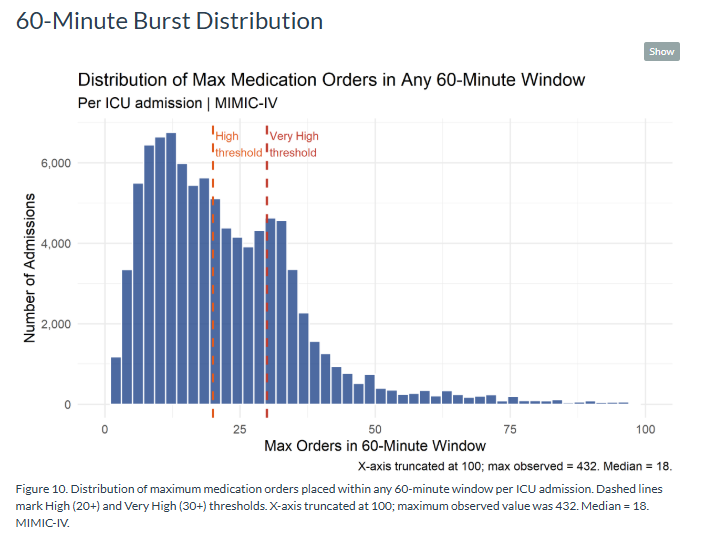 60-Minute Burst Distribution
Show
Distribution of Max Medication Orders in Any 60-Minute Window
Per ICU admission | MIMIC-IV
High
threshold
Very High
threshold
6,000
4,000
2,000
0
Number of Admissions
0
25
50
75
100
Max Orders in 60-Minute Window
X-axis truncated at 100; max observed = 432. Median = 18.
Figure 10. Distribution of maximum medication orders placed within any 60-minute window per ICU admission. Dashed lines
mark High (20+) and Very High (30+) thresholds. X-axis truncated at 100; maximum observed value was 432. Median = 18.
MIMIC-IV.